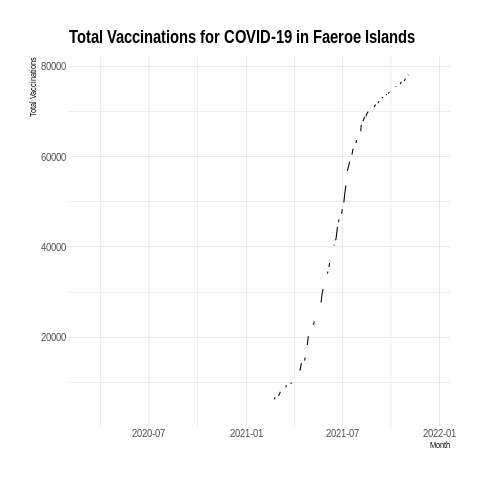 Total Vaccinations for COVID-19 in Faeroe Islands
Total Vaccinations
80000
60000
40000
20000
2020-07 2021-01 2021-07 2022-01
Month